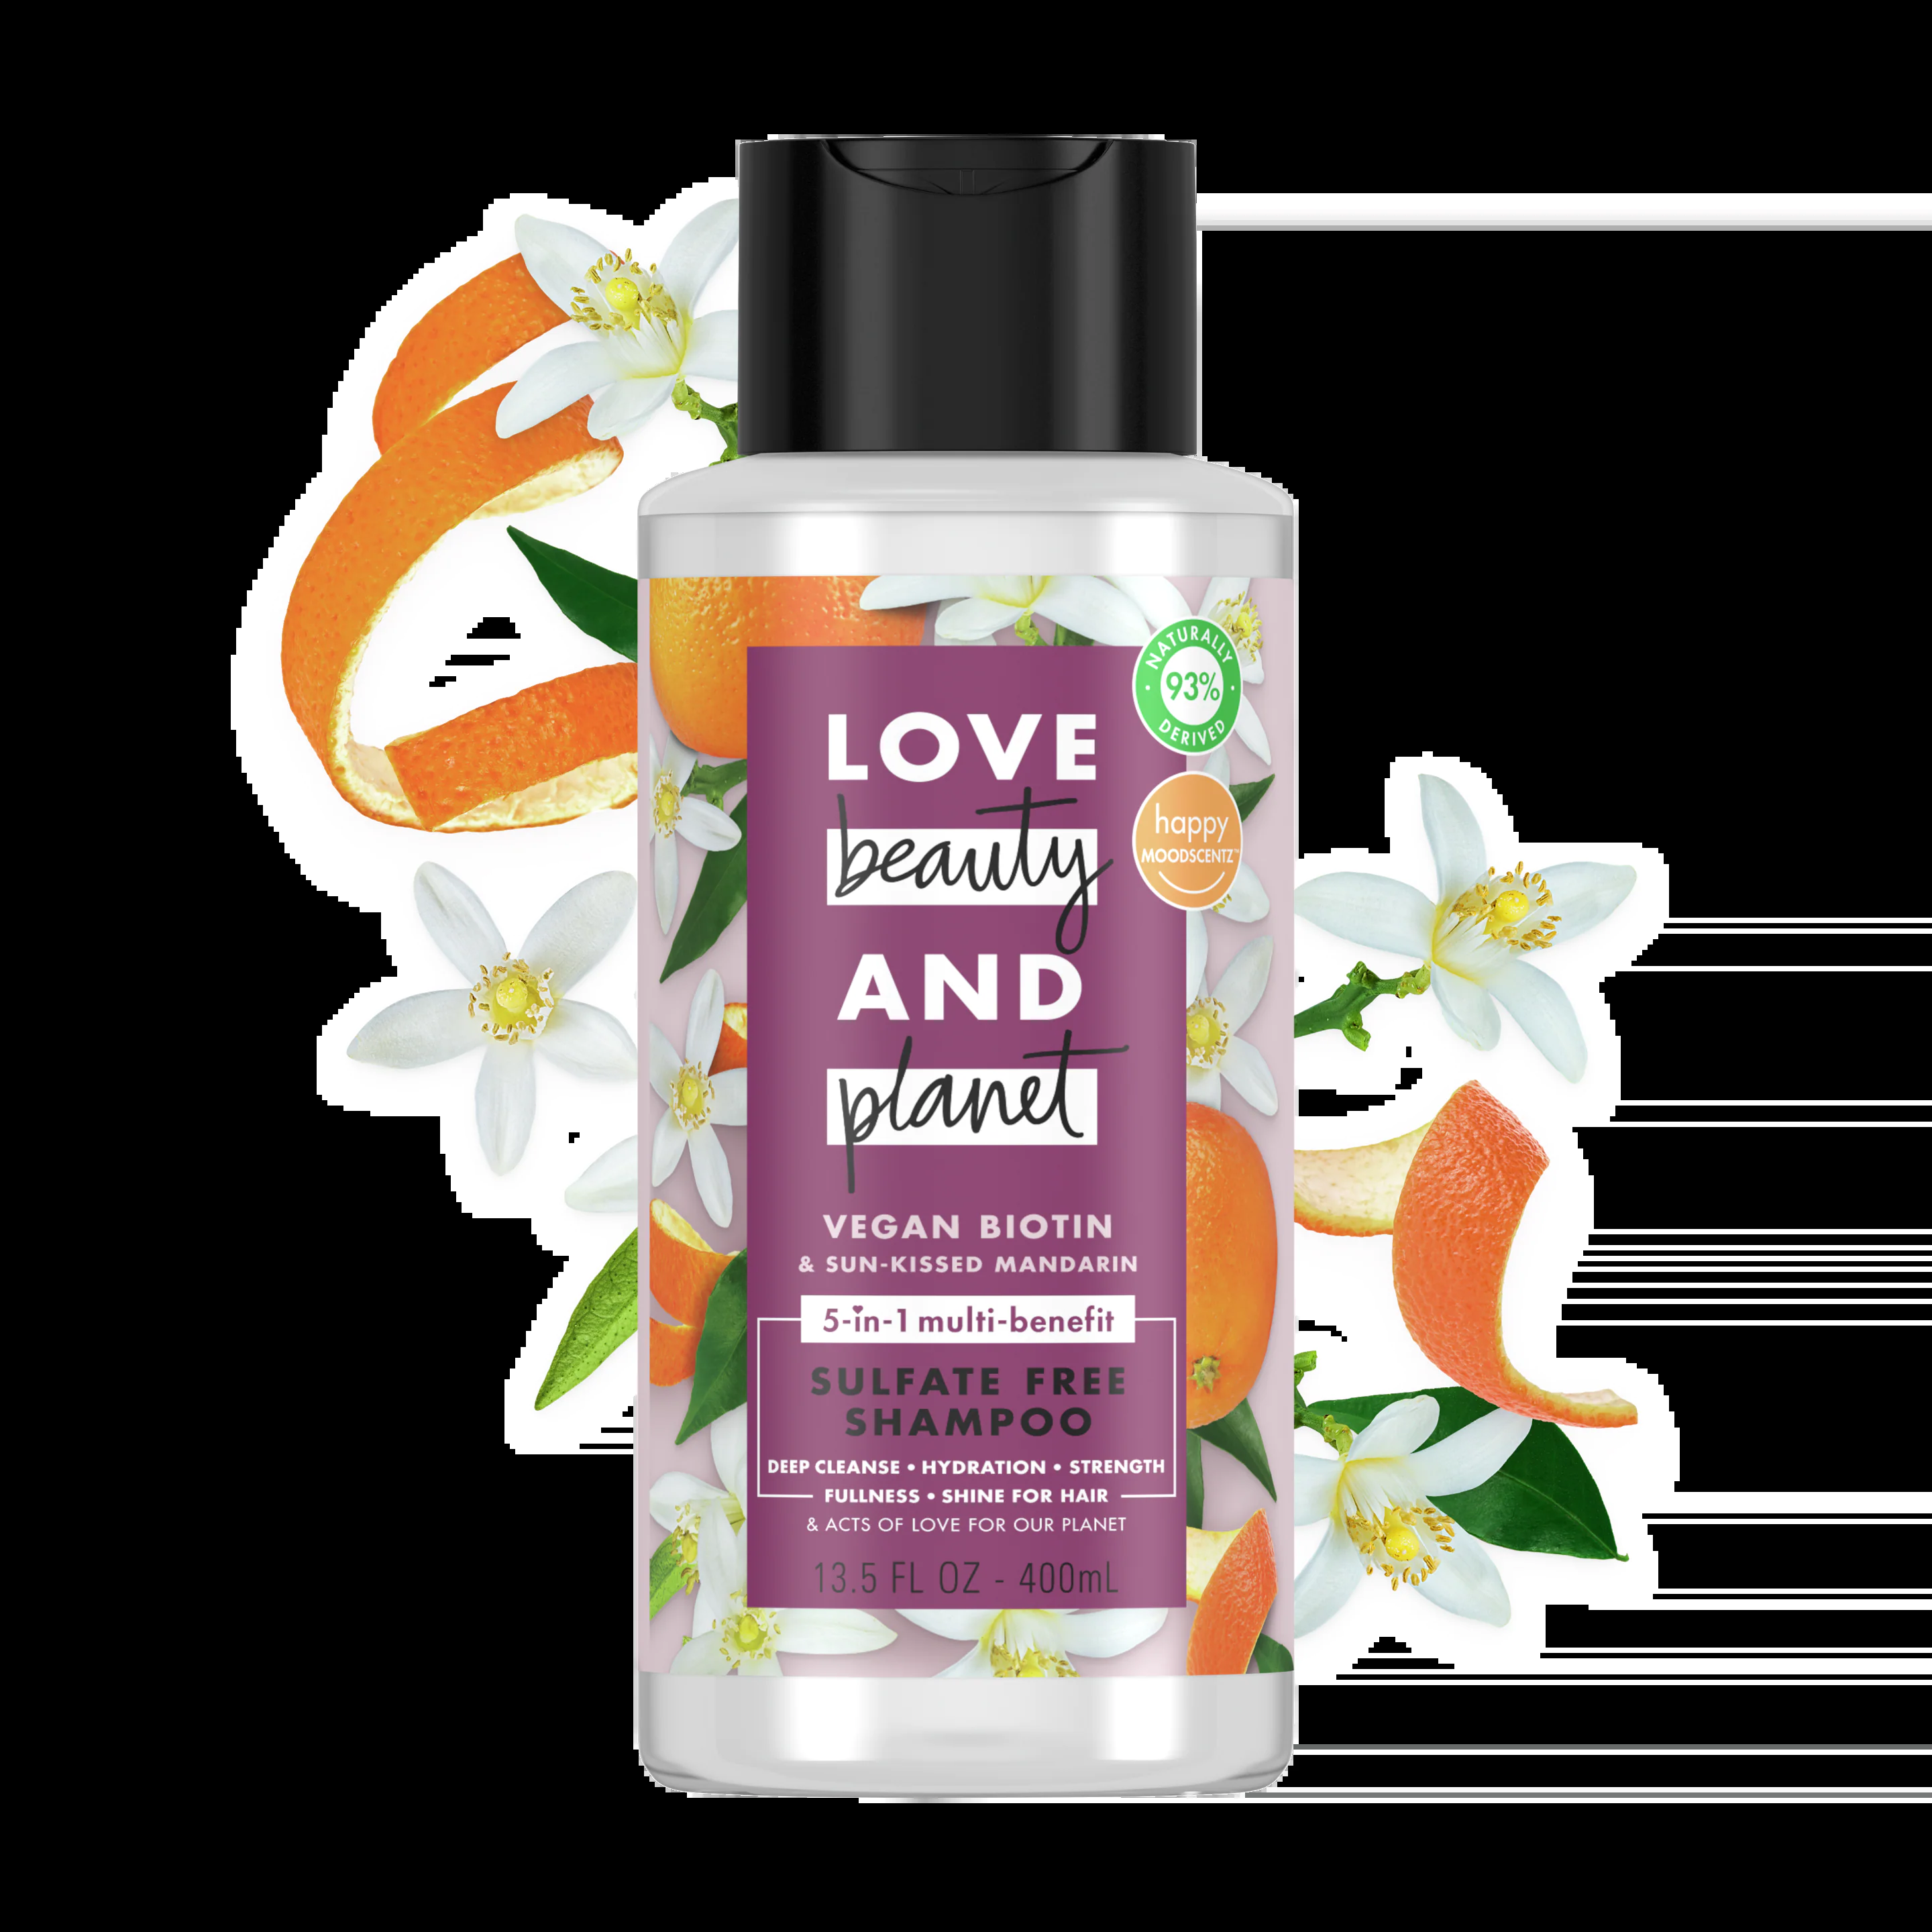 LOVE
beauty
AND
planet
NATURALLY
93%
DERIVED
happy
MOODSCENTZ™
VEGAN BIOTIN
& SUN-KISSED MANDARIN
5-in-1 multi-benefit
SULFATE FREE
SHAMPOO
DEEP CLEANSE • HYDRATION • STRENGTH
FULLNESS • SHINE FOR HAIR
& ACTS OF LOVE FOR OUR PLANET
13.5 FL OZ - 400mL